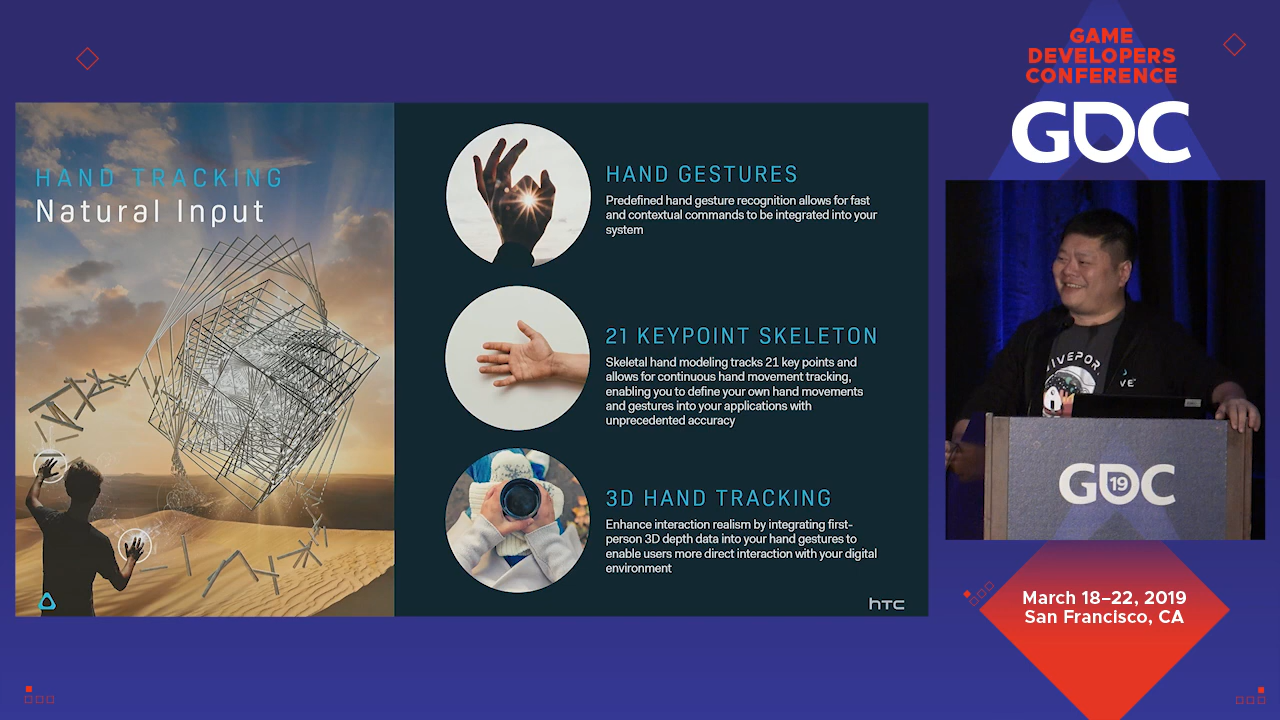 GAME
DEVELOPERS
CONFERENCE
GDC
HAND TRACKING
Natural Input
HAND GESTURES
Predefined hand gesture recognition allows for fast
and contextual commands to be integrated into your
system
21 KEYPOINT SKELETON
Skeletal hand modeling tracks 21 key points and
allows for continuous hand movement tracking,
enabling you to define your own hand movements
and gestures into your applications with
unprecedented accuracy
3D HAND TRACKING
Enhance interaction realism by integrating first-
person 3D depth data into your hand gestures to
enable users more direct interaction with your digital
environment
hTC
IVEPOR
VE
GDC
19
March 18–22, 2019
San Francisco, CA